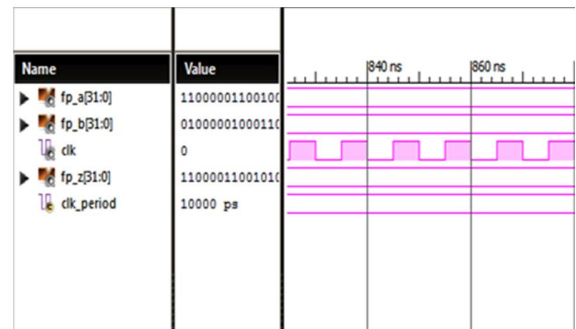 Name Value 840 ns 860 ns
fp_a[31:0] 11000001100100
fp_b[31:0] 01000001000110
clk 0
fp_z[31:0] 11000011001010
clk_period 10000 ps